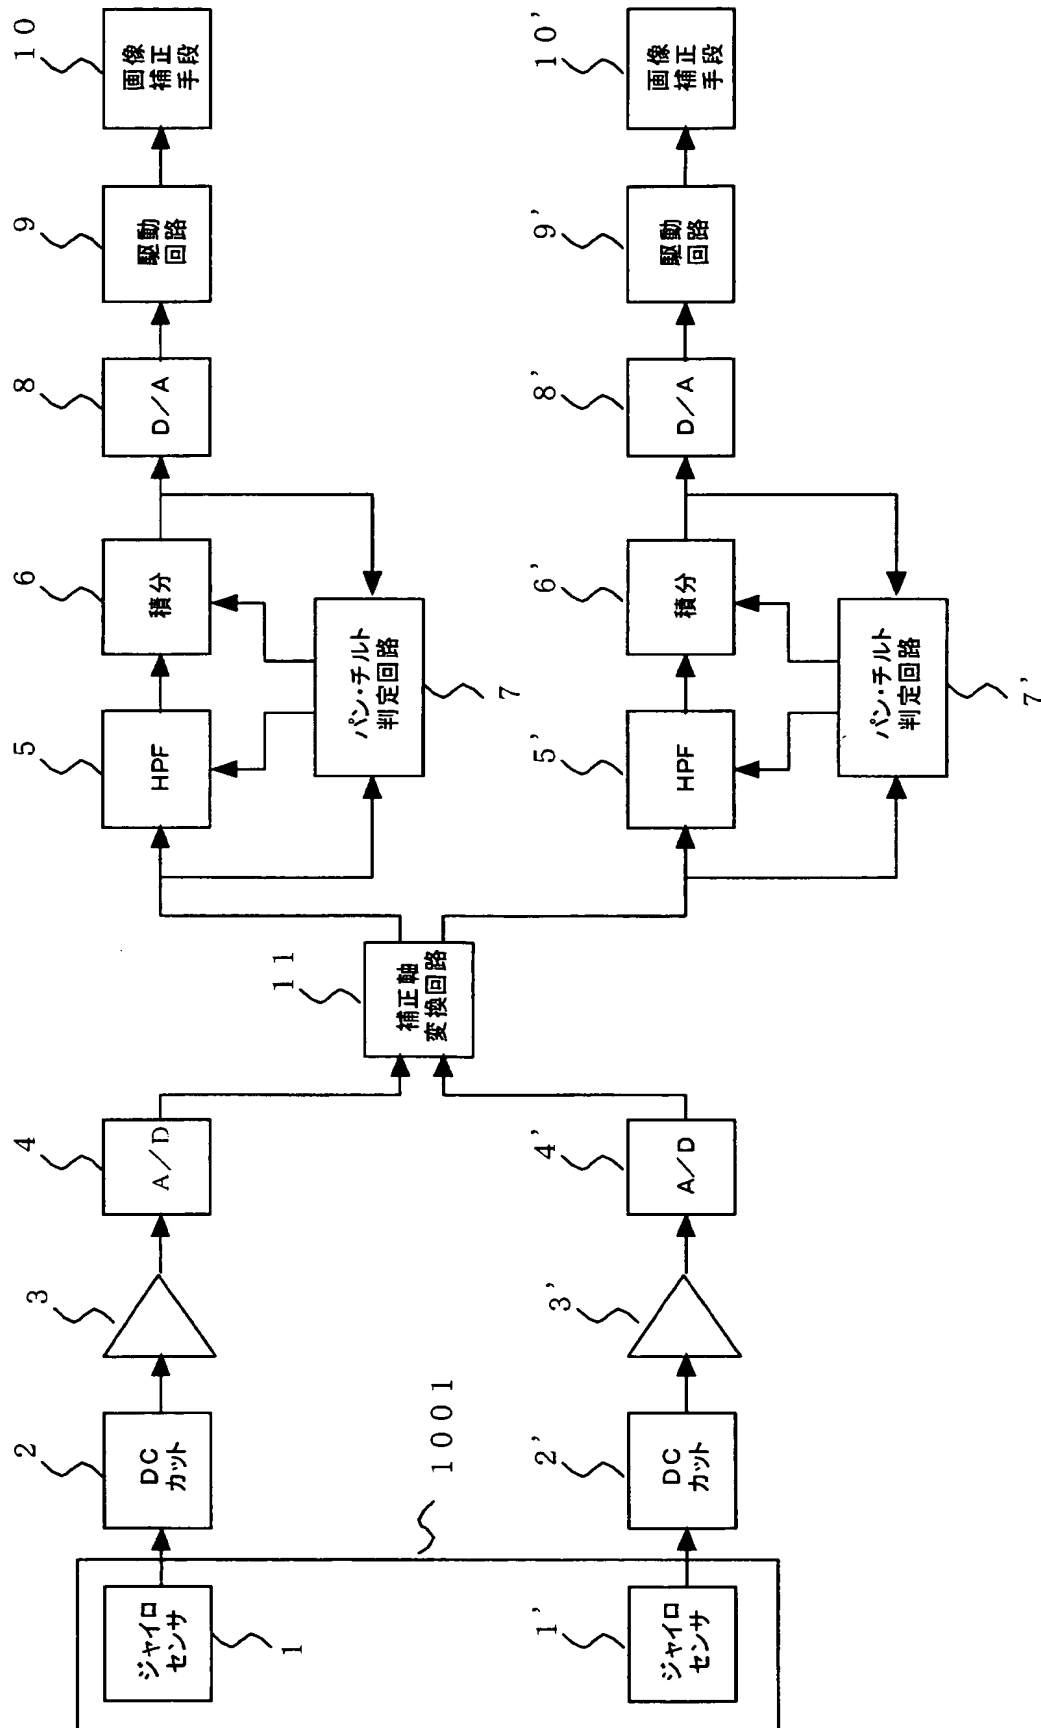 1
ジャイロ
センサ
1001
2
DC
カット
3
4
A/D
11
補正軸
変換回路
5
HPF
6
積分
7
パン・チルト
判定回路
8
D/A
9
駆動
回路
10
画像
補正
手段
1'
ジャイロ
センサ
2'
DC
カット
3'
4'
A/D
5'
HPF
6'
積分
7'
パン・チルト
判定回路
8'
D/A
9'
駆動
回路
10'
画像
補正
手段